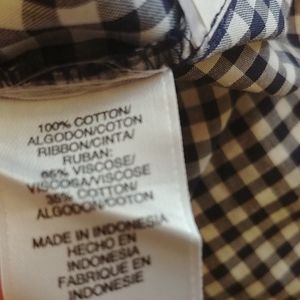 100% COTTON/
ALGODON/COTON
RIBBON/CINTA/
RUBAN:
65% VISCOSE/
VISCOSA/VISCOSE
35% COTTON/
ALGODON/COTON
MADE IN INDONESIA
HECHO EN
INDONESIA
FABRIQUE EN
INDONESIE